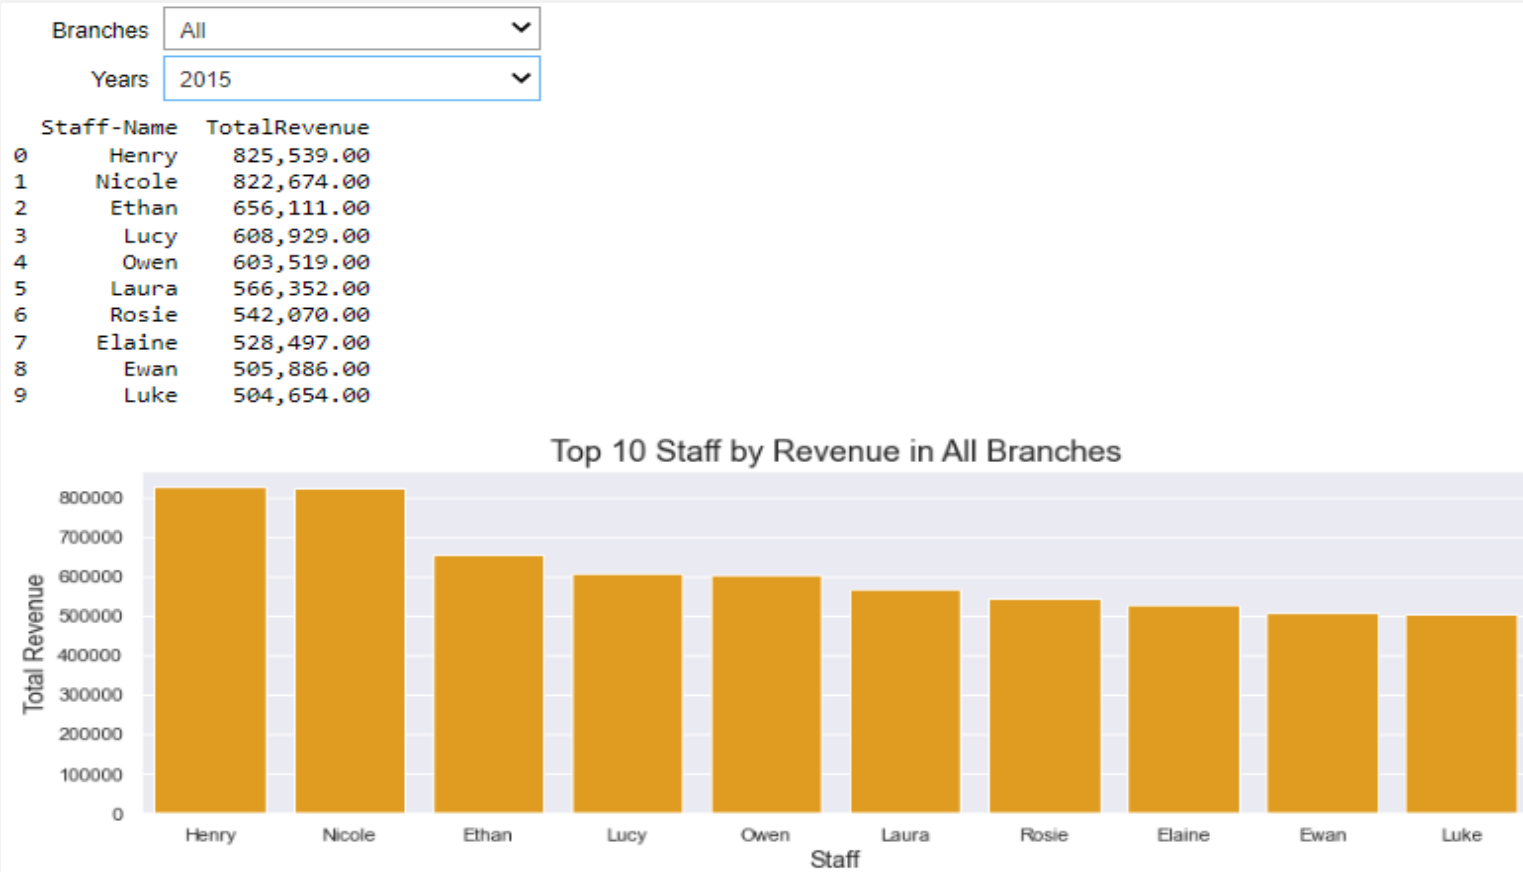 Branches All
Years 2015
Staff-Name TotalRevenue
0 Henry 825,539.00
1 Nicole 822,674.00
2 Ethan 656,111.00
3 Lucy 608,929.00
4 Owen 603,519.00
5 Laura 566,352.00
6 Rosie 542,070.00
7 Elaine 528,497.00
8 Ewan 505,886.00
9 Luke 504,654.00
Top 10 Staff by Revenue in All Branches
Total Revenue
800000
700000
600000
500000
400000
300000
200000
100000
0
Henry Nicole Ethan Lucy Owen Laura Rosie Elaine Ewan Luke
Staff